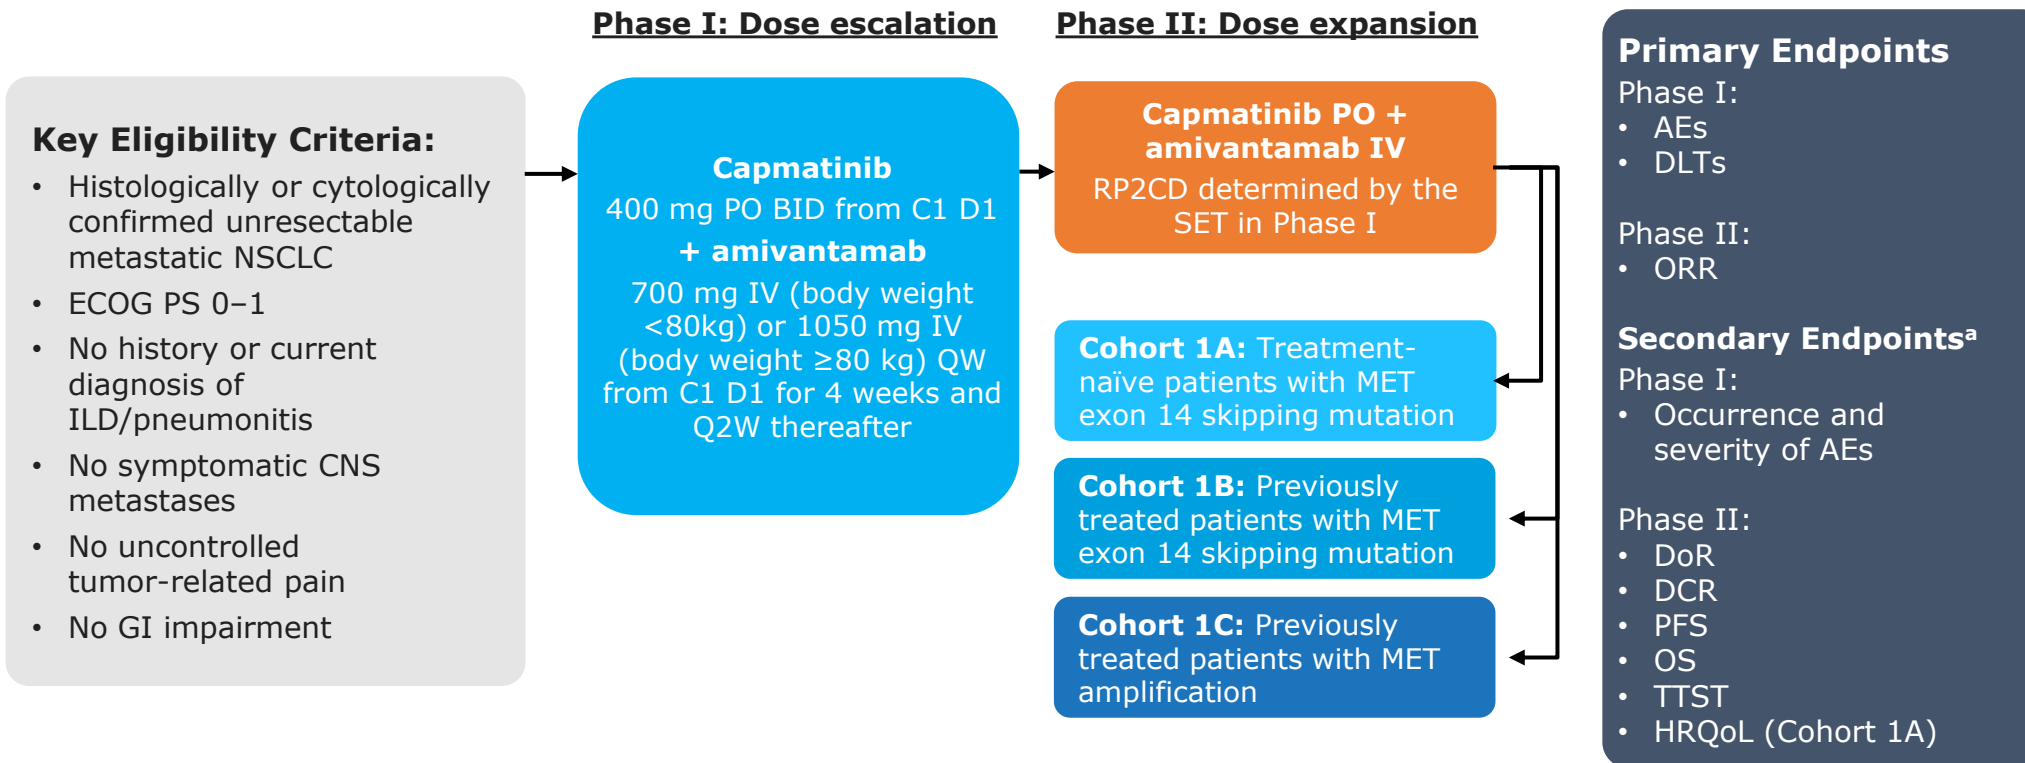 Phase I: Dose escalation
Phase II: Dose expansion
Key Eligibility Criteria:
• Histologically or cytologically
confirmed unresectable
metastatic NSCLC
• ECOG PS 0–1
• No history or current
diagnosis of
ILD/pneumonitis
• No symptomatic CNS
metastases
• No uncontrolled
tumor-related pain
• No GI impairment
Capmatinib
400 mg PO BID from C1 D1
+ amivantamab
700 mg IV (body weight
<80kg) or 1050 mg IV
(body weight ≥80 kg) QW
from C1 D1 for 4 weeks and
Q2W thereafter
Capmatinib PO +
amivantamab IV
RP2CD determined by the
SET in Phase I
Cohort 1A: Treatment-
naïve patients with MET
exon 14 skipping mutation
Cohort 1B: Previously
treated patients with MET
exon 14 skipping mutation
Cohort 1C: Previously
treated patients with MET
amplification
Primary Endpoints
Phase I:
• AEs
• DLTs
Phase II:
• ORR
Secondary Endpointsᵃ
Phase I:
• Occurrence and
severity of AEs
Phase II:
• DoR
• DCR
• PFS
• OS
• TTST
• HRQoL (Cohort 1A)